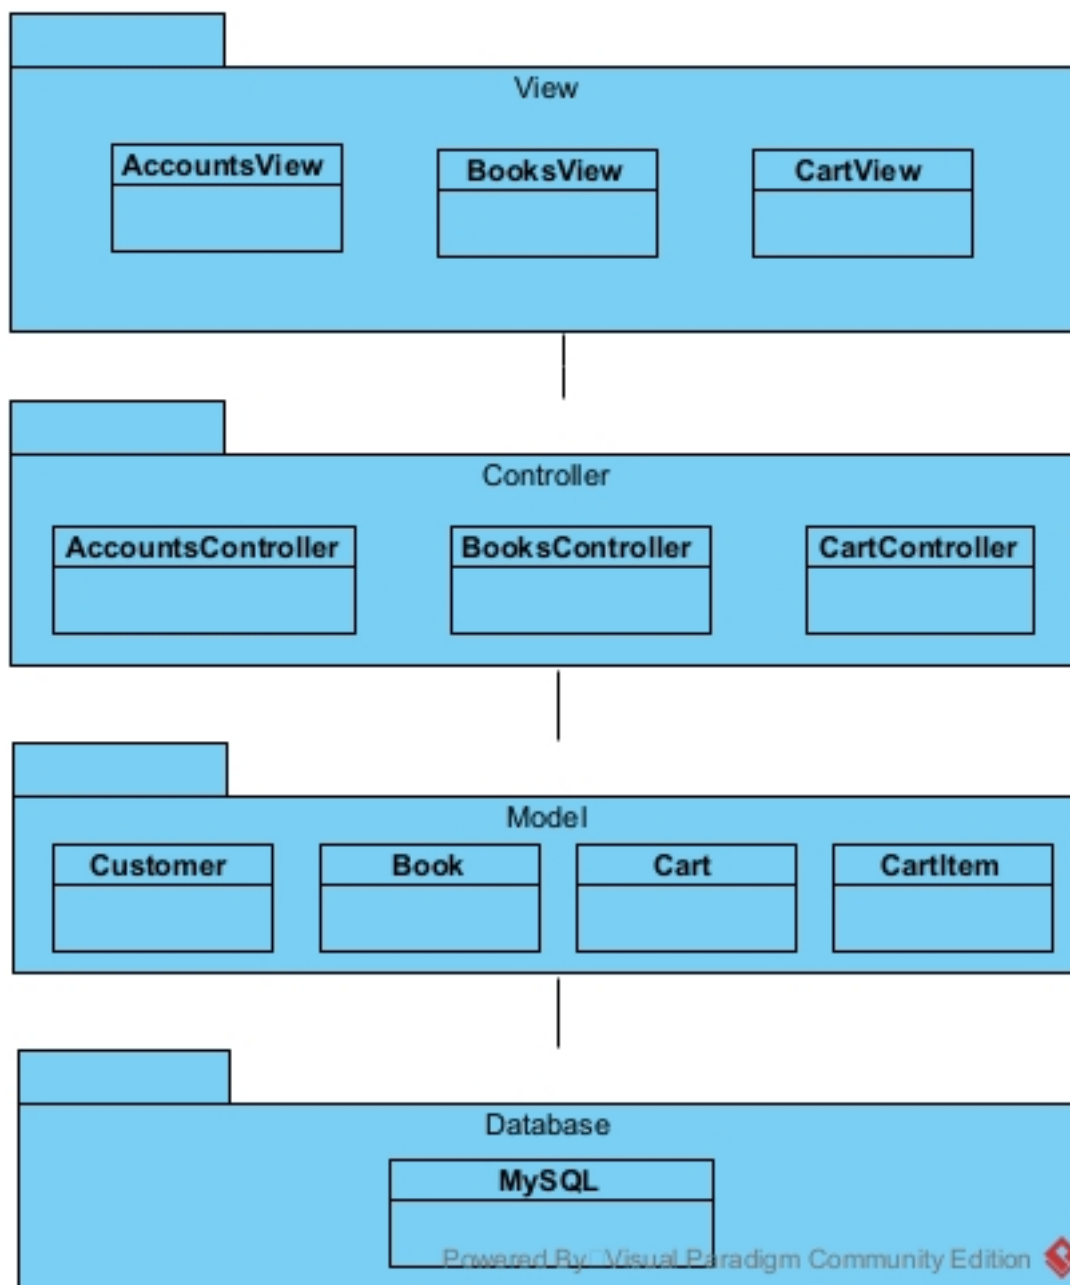 View
AccountsView BooksView CartView
Controller
AccountsController BooksController CartController
Model
Customer Book Cart CartItem
Database
MySQL
Powered By Visual Paradigm Community Edition